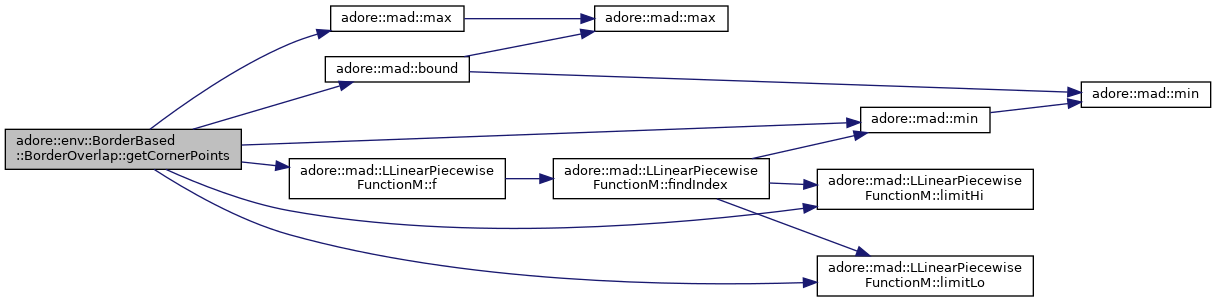 adore::mad::max
adore::mad::max
adore::mad::bound
adore::mad::min
adore::mad::min
adore::env::BorderBased
::BorderOverlap::getCornerPoints
adore::mad::LLinearPiecewise
FunctionM::f
adore::mad::LLinearPiecewise
FunctionM::findIndex
adore::mad::LLinearPiecewise
FunctionM::limitHi
adore::mad::LLinearPiecewise
FunctionM::limitLo